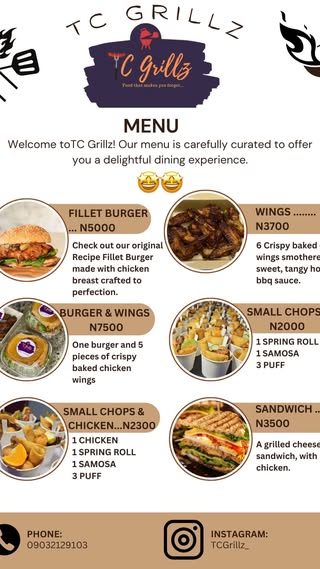 TC GRILLZ
TC Grillz
Food that makes you forget...
MENU
Welcome toTC Grillz! Our menu is carefully curated to offer
you a delightful dining experience.
FILLET BURGER
... N5000
Check out our original
Recipe Fillet Burger
made with chicken
breast crafted to
perfection.
WINGS ........
N3700
6 Crispy baked
wings smothere
sweet, tangy ho
bbq sauce.
BURGER & WINGS
N7500
One burger and 5
pieces of crispy
baked chicken
wings
SMALL CHOPS
N2000
1 SPRING ROLL
1 SAMOSA
3 PUFF
SMALL CHOPS &
CHICKEN...N2300
1 CHICKEN
1 SPRING ROLL
1 SAMOSA
3 PUFF
SANDWICH ..
N3500
A grilled cheese
sandwich, with
chicken.
PHONE:
09032129103
INSTAGRAM:
TCGrillz_